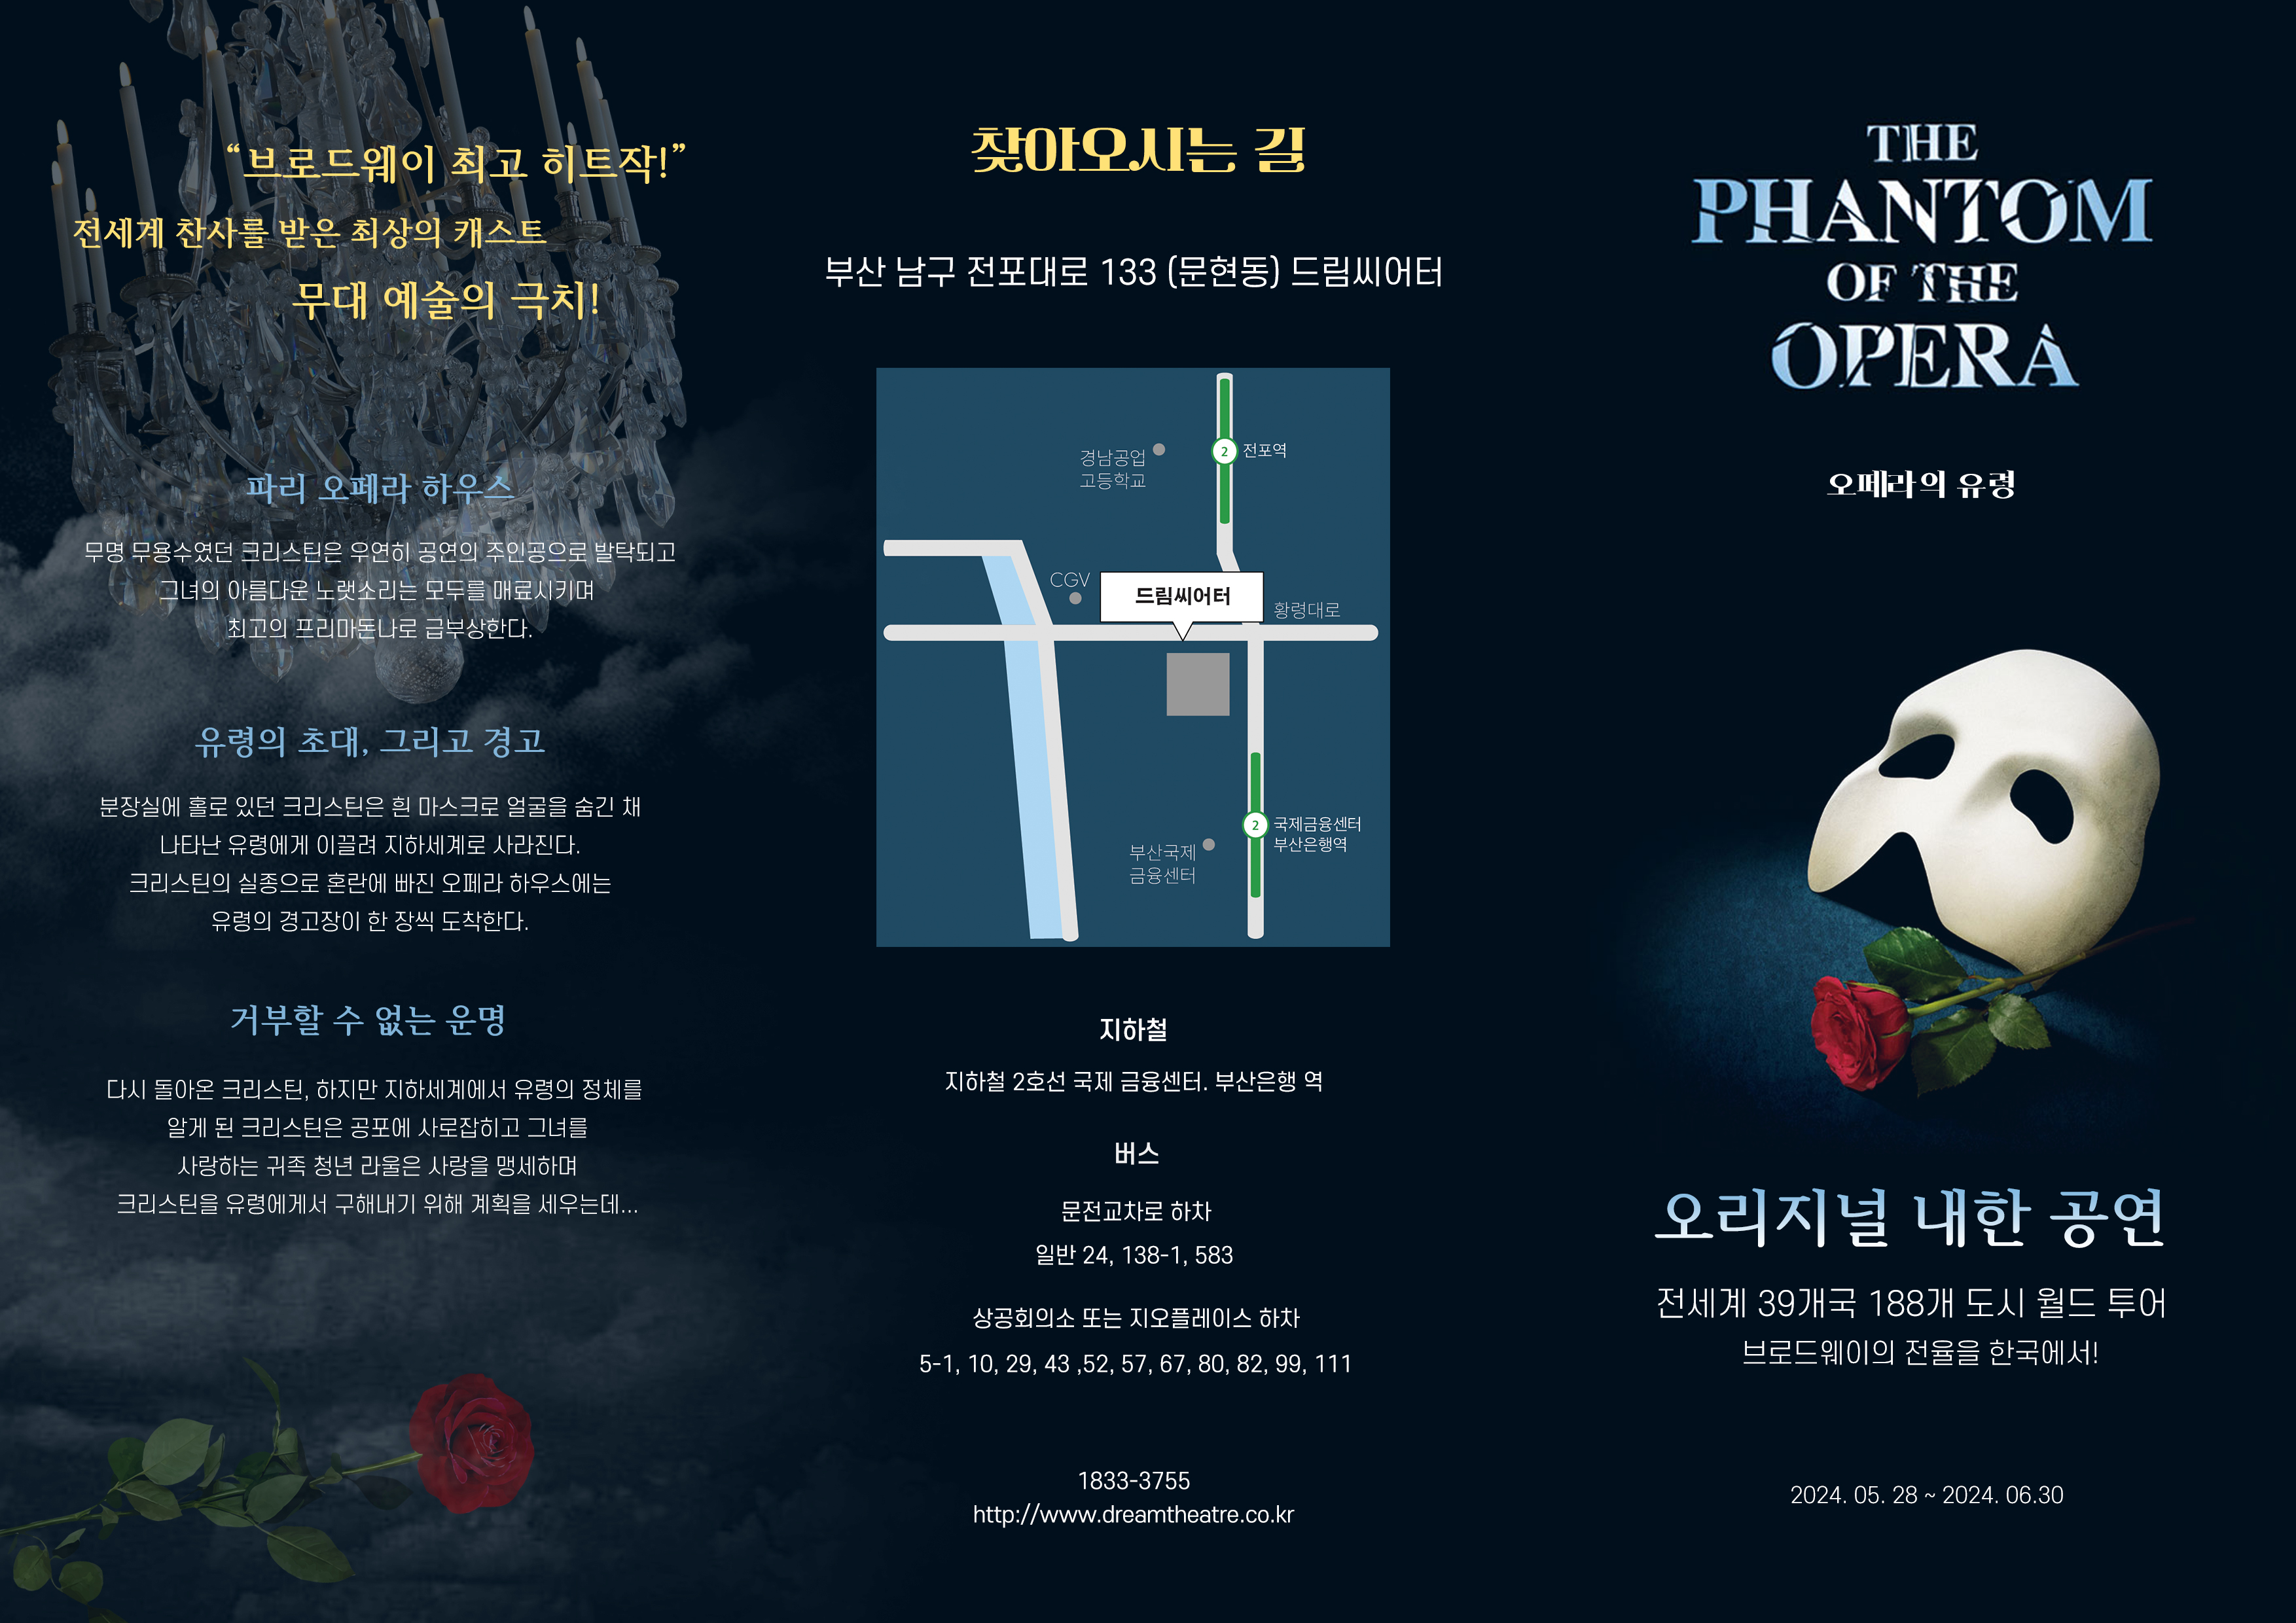 “브로드웨이 최고 히트작!”
전세계 찬사를 받은 최상의 캐스트
무대 예술의 극치!
파리 오페라 하우스
무명 무용수였던 크리스틴은 우연히 공연의 주인공으로 발탁되고
그녀의 아름다운 노랫소리는 모두를 매료시키며
최고의 프리마돈나로 급부상한다.
유령의 초대, 그리고 경고
분장실에 홀로 있던 크리스틴은 흰 마스크로 얼굴을 숨긴 채
나타난 유령에게 이끌려 지하세계로 사라진다.
크리스틴의 실종으로 혼란에 빠진 오페라 하우스에는
유령의 경고장이 한 장씩 도착한다.
거부할 수 없는 운명
다시 돌아온 크리스틴, 하지만 지하세계에서 유령의 정체를
알게 된 크리스틴은 공포에 사로잡히고 그녀를
사랑하는 귀족 청년 라울은 사랑을 맹세하며
크리스틴을 유령에게서 구해내기 위해 계획을 세우는데...
찾아오시는 길
부산 남구 전포대로 133 (문현동) 드림씨어터
경남공업
고등학교
2 전포역
CGV
드림씨어터
황령대로
2 국제금융센터
부산은행역
부산국제
금융센터
지하철
지하철 2호선 국제 금융센터. 부산은행 역
버스
문전교차로 하차
일반 24, 138-1, 583
상공회의소 또는 지오플레이스 하차
5-1, 10, 29, 43 ,52, 57, 67, 80, 82, 99, 111
1833-3755
http://www.dreamtheatre.co.kr
THE
PHANTOM
OF THE
OPERA
오페라의 유령
오리지널 내한 공연
전세계 39개국 188개 도시 월드 투어
브로드웨이의 전율을 한국에서!
2024. 05. 28 ~ 2024. 06.30